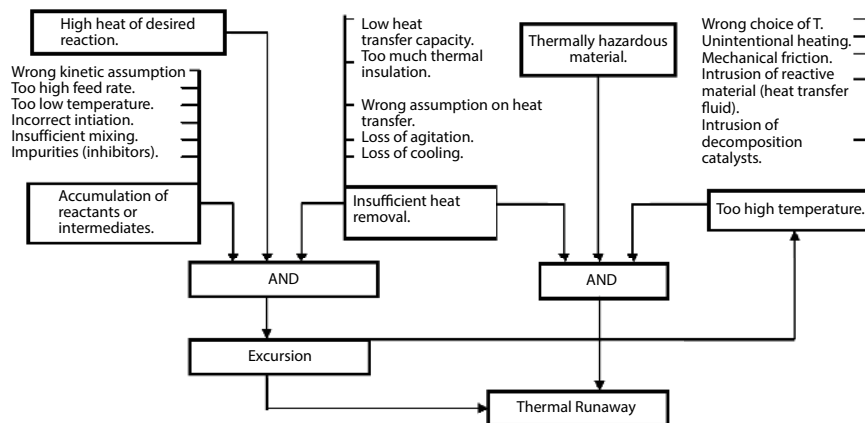 High heat of desired
reaction.
Wrong kinetic assumption
Too high feed rate.
Too low temperature.
Incorrect intiation.
Insufficient mixing.
Impurities (inhibitors).
Accumulation of
reactants or
intermediates.
Low heat
transfer capacity.
Too much thermal
insulation.
Wrong assumption on heat
transfer.
Loss of agitation.
Loss of cooling.
Insufficient heat
removal.
Thermally hazardous
material.
Wrong choice of T.
Unintentional heating.
Mechanical friction.
Intrusion of reactive
material (heat transfer
fluid).
Intrusion of
decomposition
catalysts.
Too high temperature.
AND
AND
Excursion
Thermal Runaway